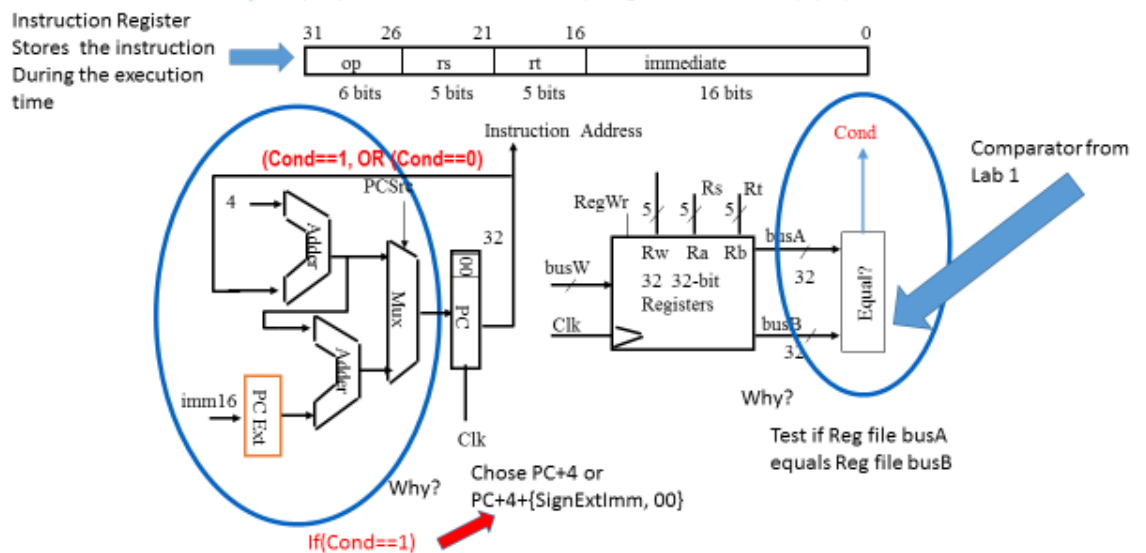 Instruction Register
Stores the instruction
During the execution
time
31 26 21 16 0
op rs rt immediate
6 bits 5 bits 5 bits 16 bits
Instruction Address
Cond
(Cond==1, OR (Cond==0)
PCSrc
Comparator from
Lab 1
4
Adder
32
00
PC
Mux
Adder
imm16
PC Ext
Clk
RegWr
5 5 5
Rs Rt
Rw Ra Rb
busW
32 32-bit
Registers
Clk
busA
32
busB
32
Equal?
Why?
Test if Reg file busA
equals Reg file busB
Why?
Chose PC+4 or
PC+4+{SignExtImm, 00}
If(Cond==1)